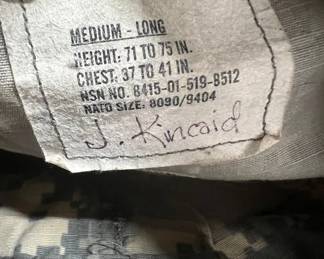 MEDIUM - LONG
HEIGHT: 71 TO 75 IN.
CHEST: 37 TO 41 IN.
NSN NO. 8415-01-519-8512
NATO SIZE: 8090/9404
J. Kincaid